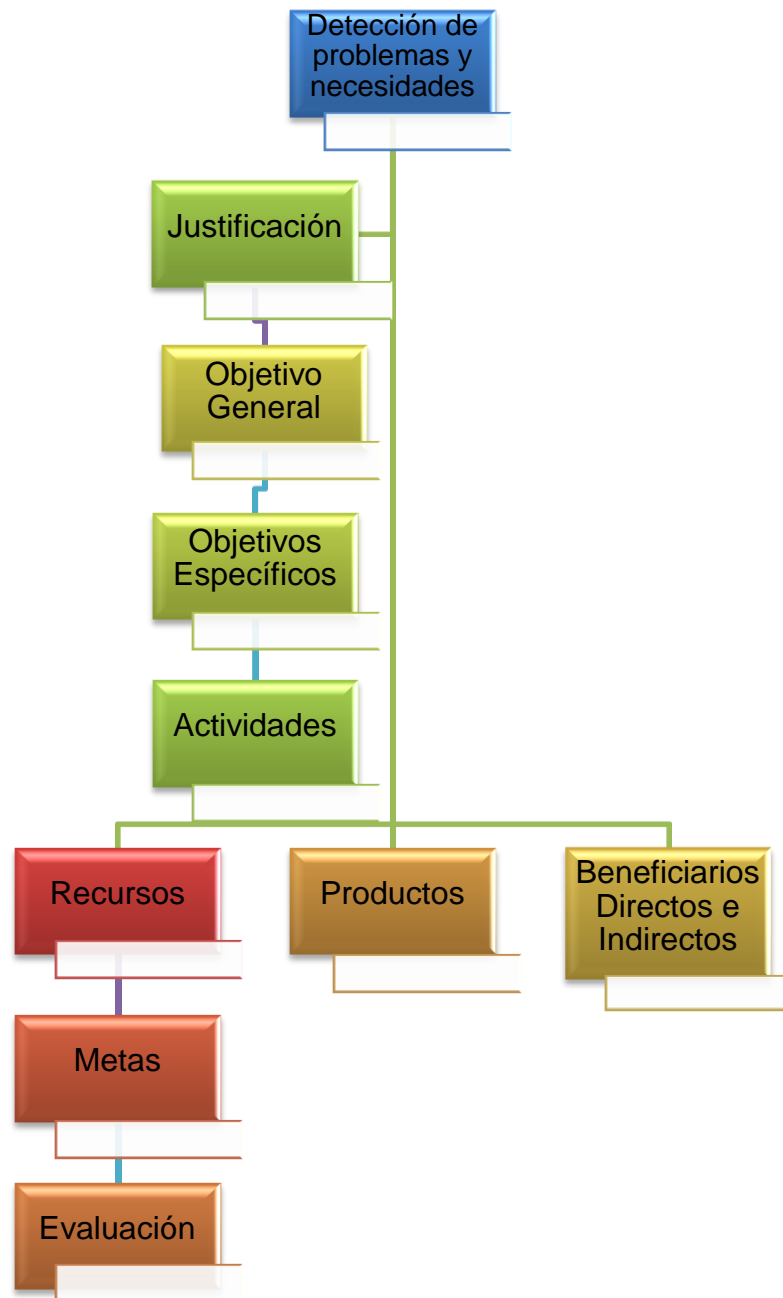 Detección de
problemas y
necesidades
Justificación
Objetivo
General
Objetivos
Específicos
Actividades
Recursos
Productos
Beneficiarios
Directos e
Indirectos
Metas
Evaluación